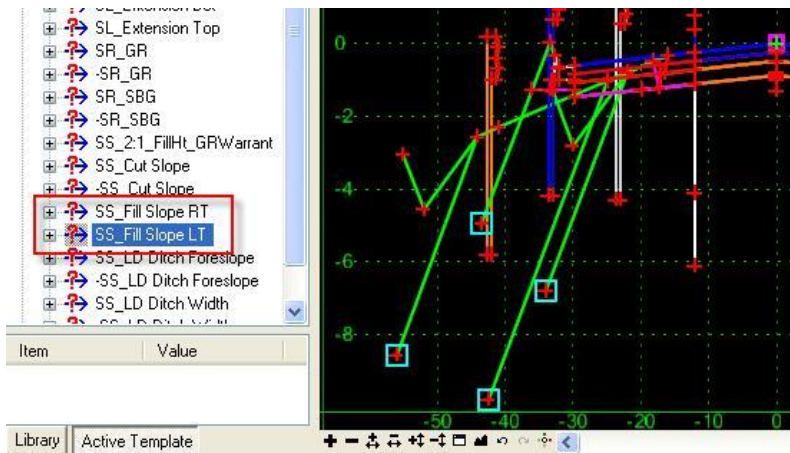 SL_Extension Top
SR_GR
-SR_GR
SR_SBG
-SR_SBG
SS_2:1_FillHt_GRWarrant
SS_Cut Slope
-SS_Cut Slope
SS_Fill Slope RT
SS_Fill Slope LT
SS_LD Ditch Foreslope
-SS_LD Ditch Foreslope
SS_LD Ditch Width
Item Value
Library Active Template
0
-2
-4
-6
-8
-50 -40 -30 -20 -10 0